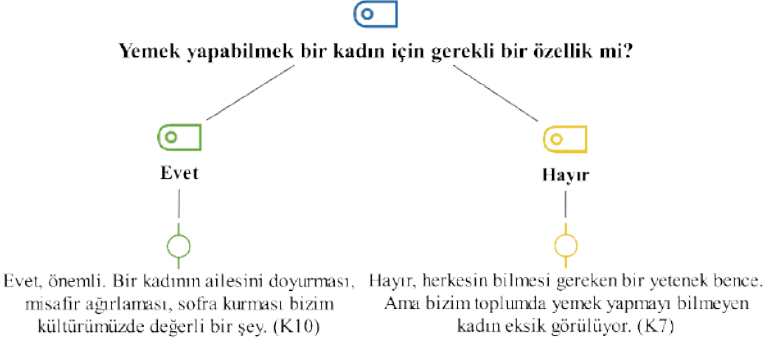 Yemek yapabilmek bir kadın için gerekli bir özellik mi?
Evet
Hayır
Evet, önemli. Bir kadının ailesini doyurması,
misafir ağırlaması, sofra kurması bizim
kültürümüzde değerli bir şey. (K10)
Hayır, herkesin bilmesi gereken bir yetenek bence.
Ama bizim toplumda yemek yapmayı bilmeyen
kadın eksik görülüyor. (K7)